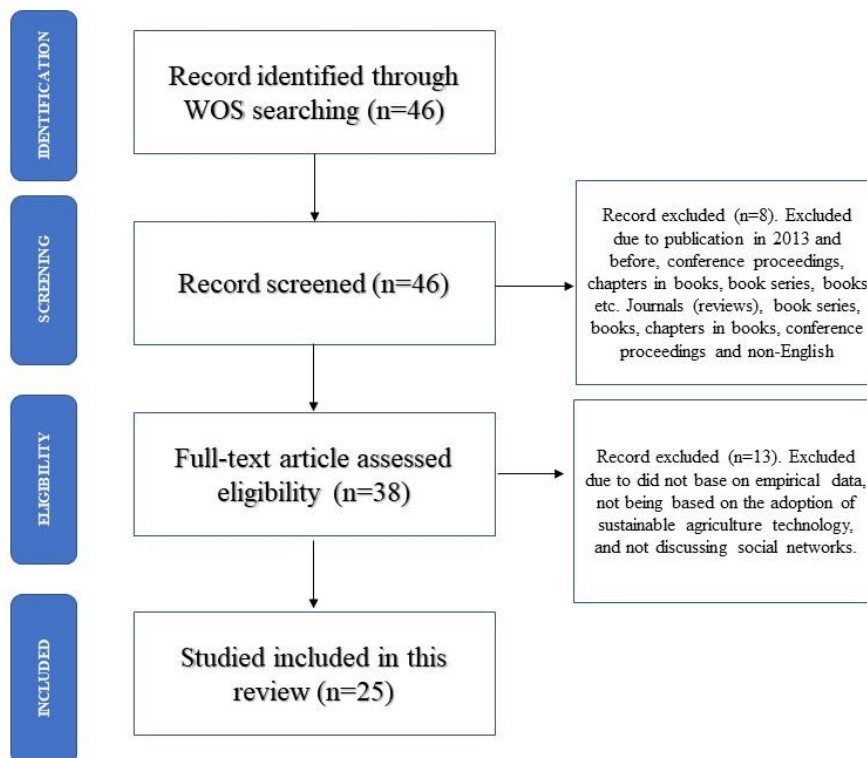 IDENTIFICATION
Record identified through
WOS searching (n=46)
SCREENING
Record screened (n=46)
Record excluded (n=8). Excluded
due to publication in 2013 and
before, conference proceedings,
chapters in books, book series, books
etc. Journals (reviews), book series,
books, chapters in books, conference
proceedings and non-English
ELIGIBILITY
Full-text article assessed
eligibility (n=38)
Record excluded (n=13). Excluded
due to did not base on empirical data,
not being based on the adoption of
sustainable agriculture technology,
and not discussing social networks.
INCLUDED
Studied included in this
review (n=25)